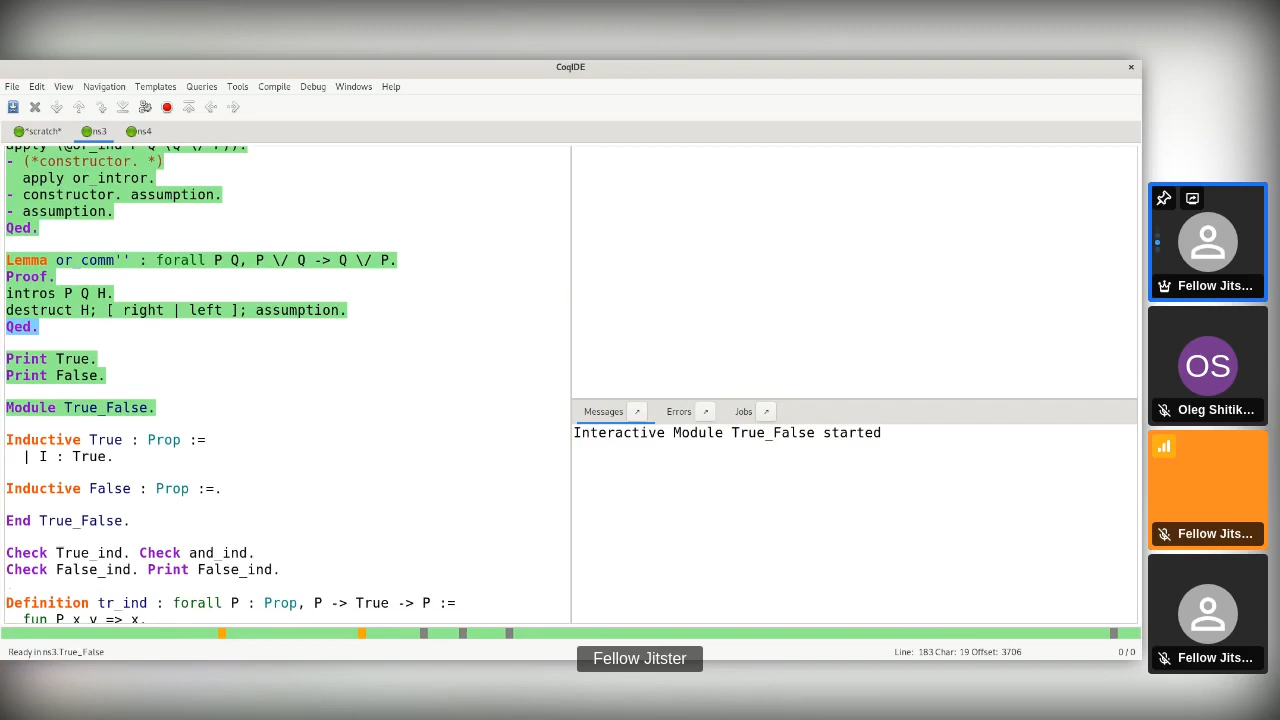 CoqIDE
File Edit View Navigation Templates Queries Tools Compile Debug Windows Help
*scratch* ns3 ns4
- (*constructor. *)
apply or_intror.
- constructor. assumption.
- assumption.
Qed.
Lemma or_comm'' : forall P Q, P \/ Q -> Q \/ P.
Proof.
intros P Q H.
destruct H; [ right | left ]; assumption.
Qed.
Print True.
Print False.
Module True_False.
Inductive True : Prop :=
| I : True.
Inductive False : Prop :=.
End True_False.
Check True_ind. Check and_ind.
Check False_ind. Print False_ind.
Definition tr_ind : forall P : Prop, P -> True -> P :=
fun P x y => x.
Messages Errors Jobs
Interactive Module True_False started
Ready in ns3.True_False
Line: 183 Char: 19 Offset: 3706
0 / 0
Fellow Jitster
Fellow Jits...
OS
Oleg Shitik...
Fellow Jits...
Fellow Jits...